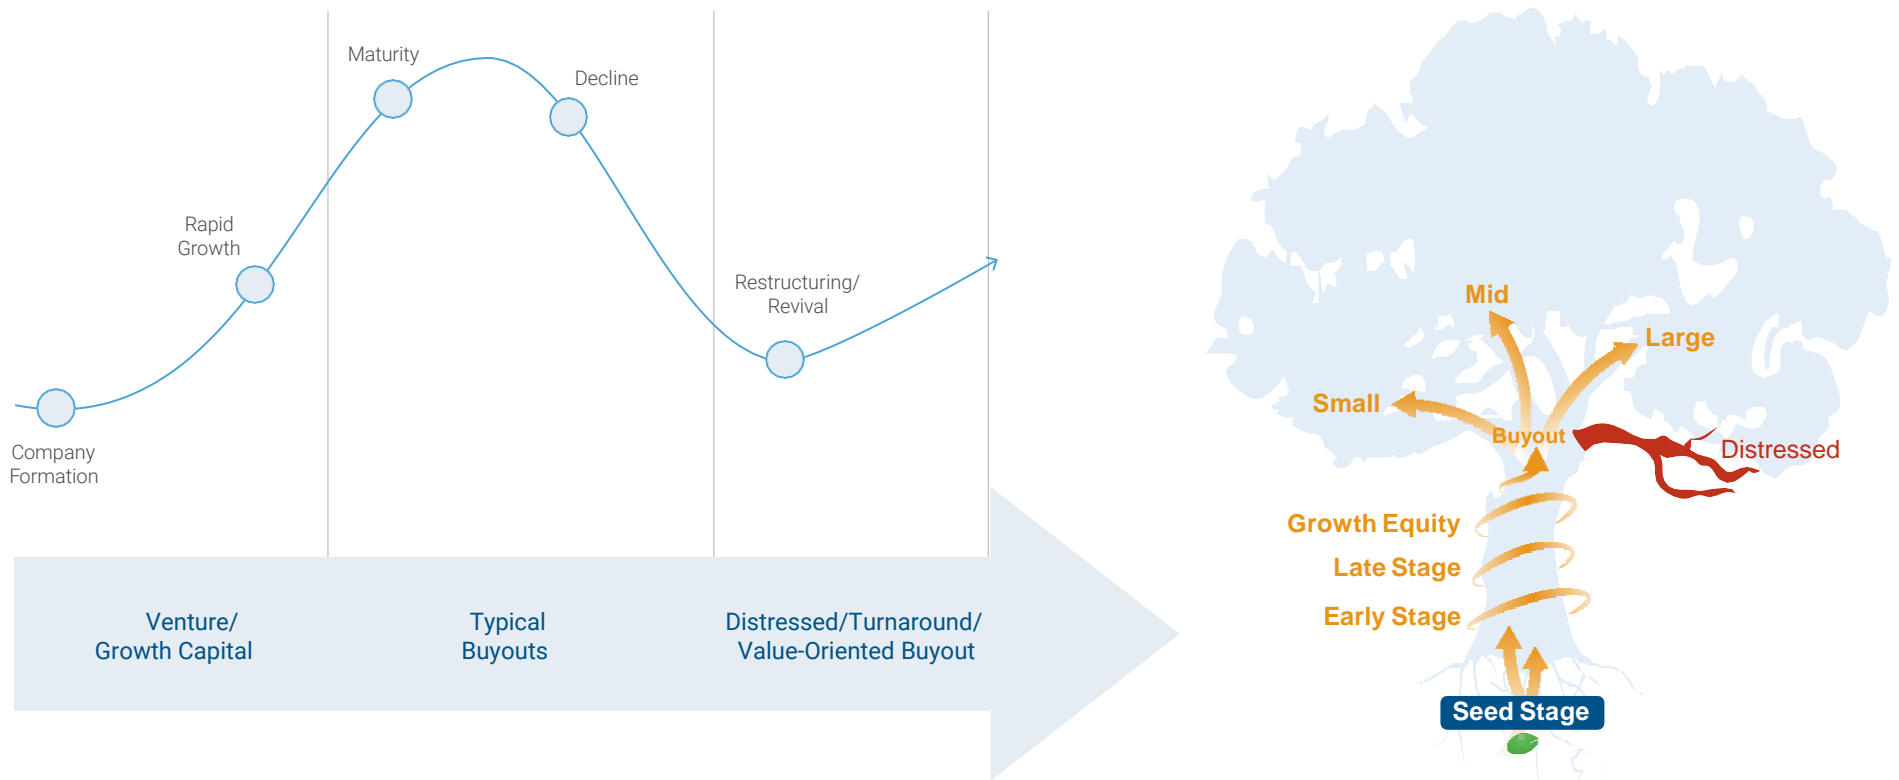 Maturity
Decline
Rapid
Growth
Restructuring/
Revival
Company
Formation
Venture/
Growth Capital
Typical
Buyouts
Distressed/Turnaround/
Value-Oriented Buyout
Mid
Large
Small
Buyout
Distressed
Growth Equity
Late Stage
Early Stage
Seed Stage